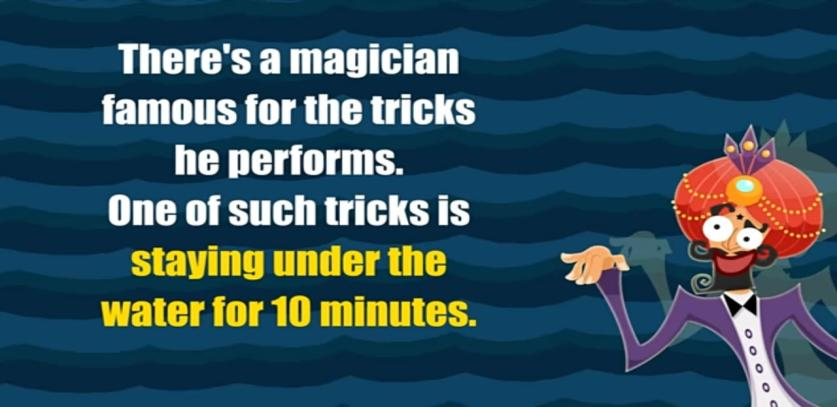 There's a magician
famous for the tricks
he performs.
One of such tricks is
staying under the
water for 10 minutes.